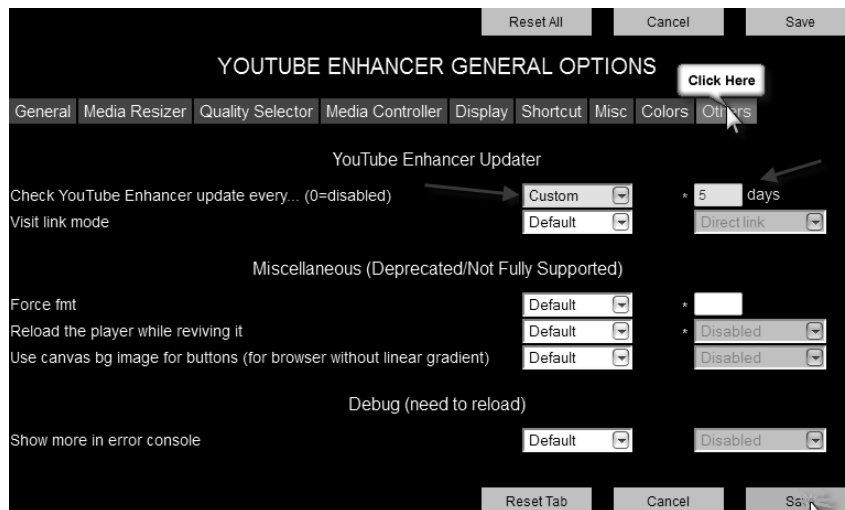 Reset All Cancel Save
YOUTUBE ENHANCER GENERAL OPTIONS
Click Here
General Media Resizer Quality Selector Media Controller Display Shortcut Misc Colors Others
YouTube Enhancer Updater
Check YouTube Enhancer update every... (0=disabled) Custom * 5 days
Visit link mode Default Direct link
Miscellaneous (Deprecated/Not Fully Supported)
Force fmt Default *
Reload the player while reviving it Default * Disabled
Use canvas bg image for buttons (for browser without linear gradient) Default Disabled
Debug (need to reload)
Show more in error console Default Disabled
Reset Tab Cancel Save